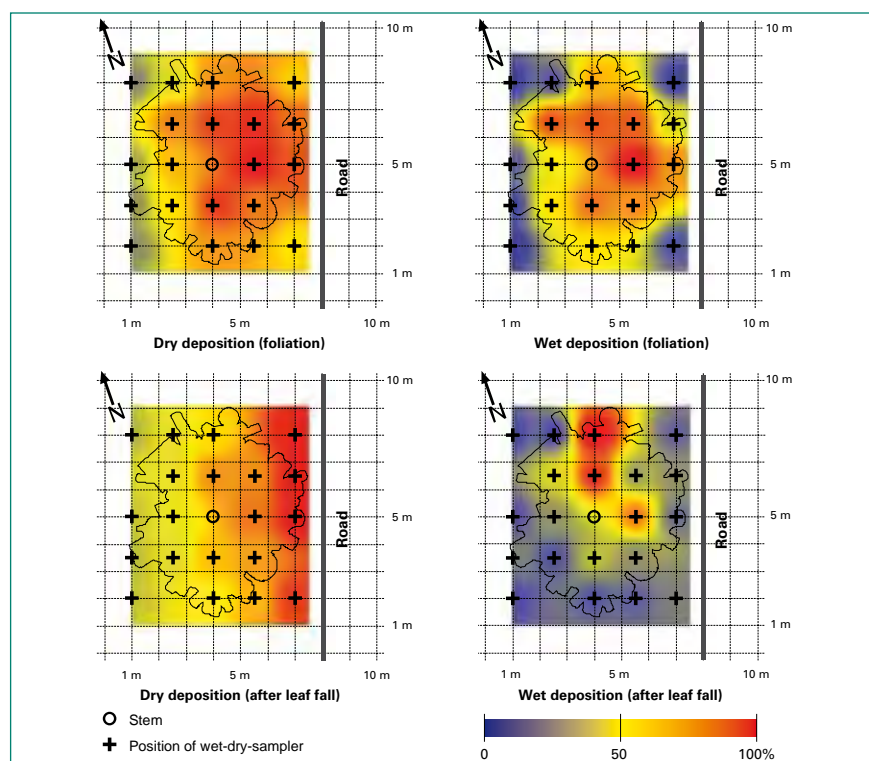 10 m
10 m
N
N
5 m
Road
5 m
Road
1 m
1 m
1 m
5 m
10 m
1 m
5 m
10 m
Dry deposition (foliation)
Wet deposition (foliation)
10 m
10 m
N
N
5 m
Road
5 m
Road
1 m
1 m
1 m
5 m
10 m
1 m
5 m
10 m
Dry deposition (after leaf fall)
Wet deposition (after leaf fall)
Stem
Position of wet-dry-sampler
0
50
100%